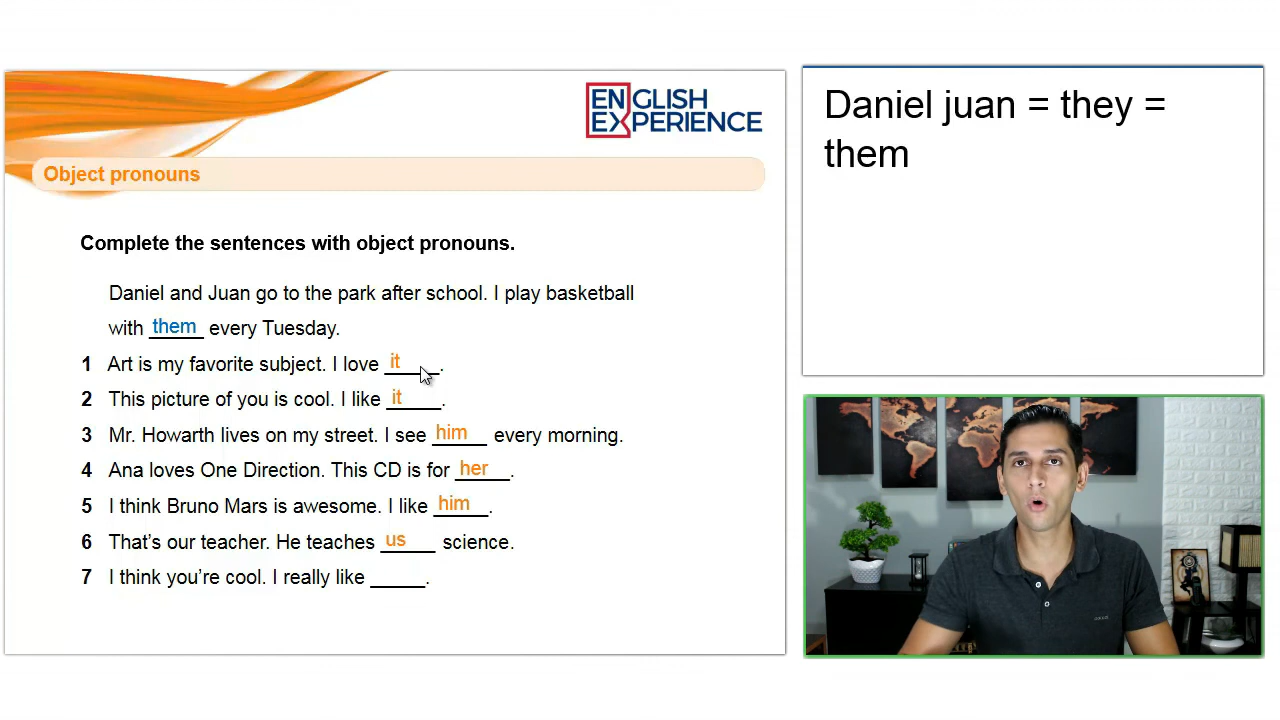 ENGLISH
EXPERIENCE
Object pronouns
Complete the sentences with object pronouns.
Daniel and Juan go to the park after school. I play basketball
with them every Tuesday.
1 Art is my favorite subject. I love it.
2 This picture of you is cool. I like it.
3 Mr. Howarth lives on my street. I see him every morning.
4 Ana loves One Direction. This CD is for her.
5 I think Bruno Mars is awesome. I like him.
6 That’s our teacher. He teaches us science.
7 I think you’re cool. I really like _____.
Daniel juan = they =
them